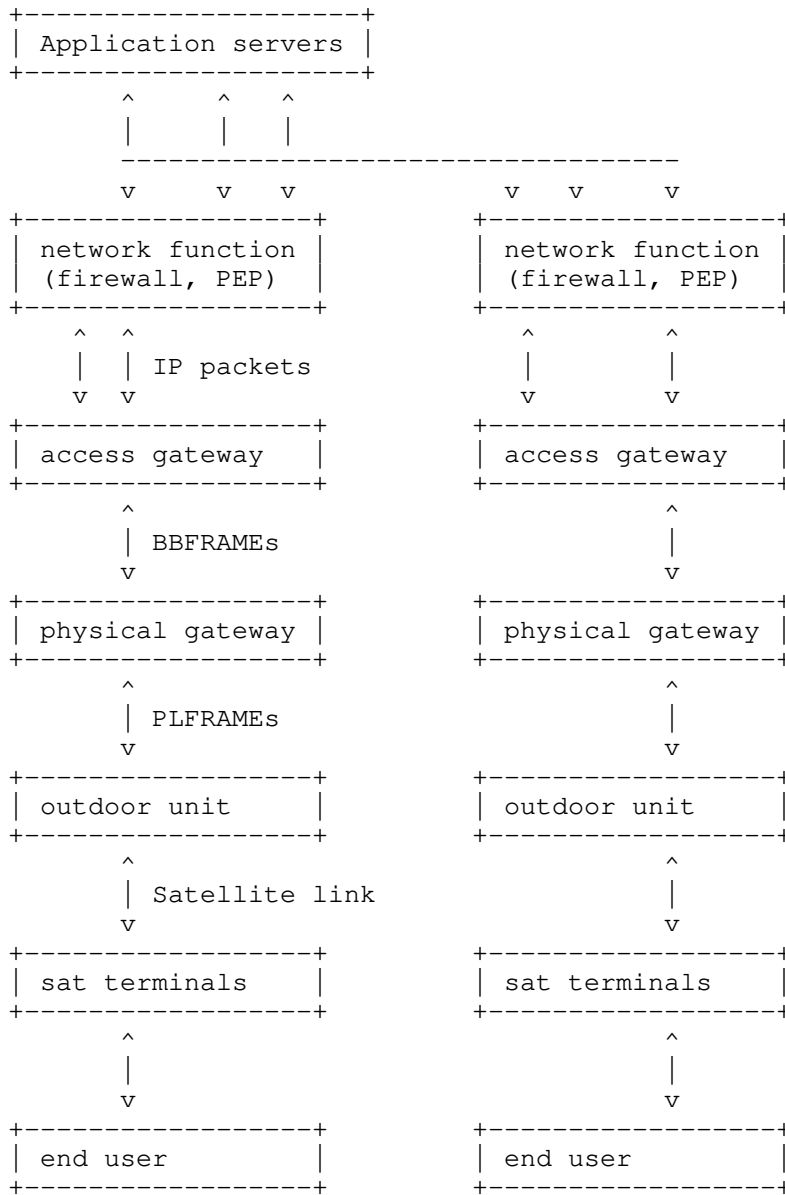 Application servers
network function network function
(firewall, PEP) (firewall, PEP)
IP packets
access gateway access gateway
BBFRAMEs
physical gateway physical gateway
PLFRAMEs
outdoor unit outdoor unit
Satellite link
sat terminals sat terminals
end user end user